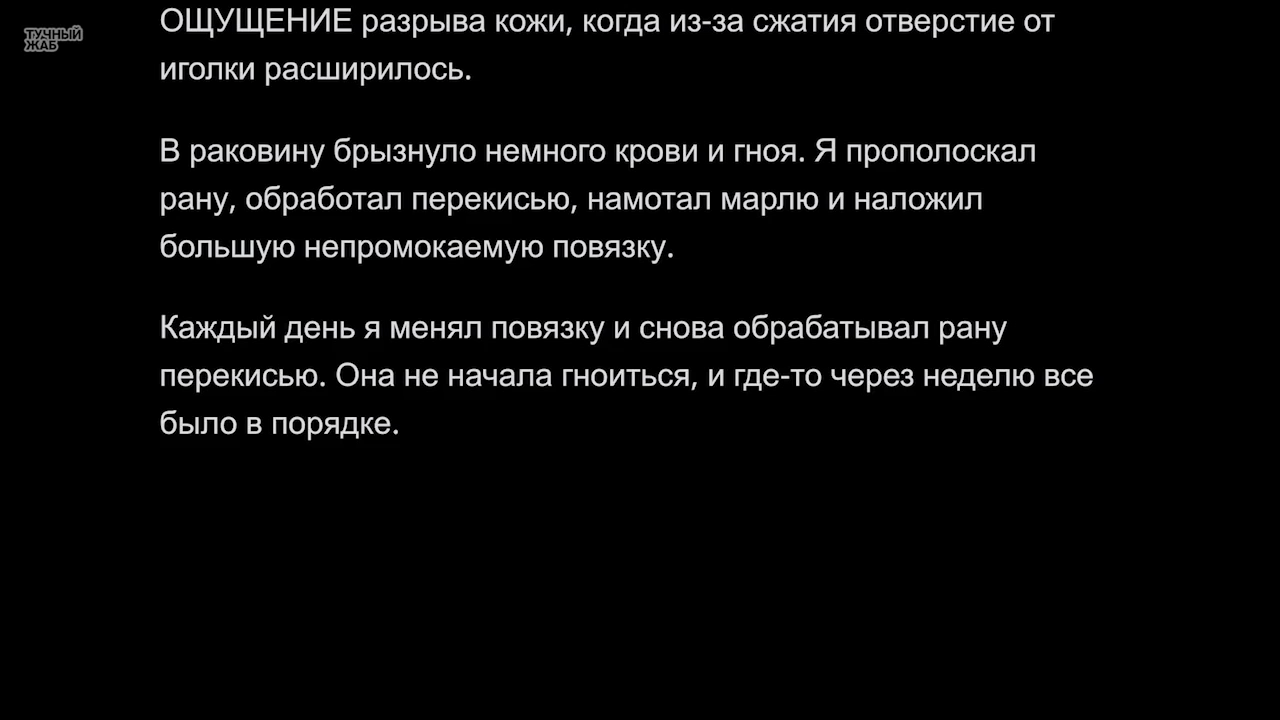 ТУЧНЫЙ
ЖАБ
ОЩУЩЕНИЕ разрыва кожи, когда из-за сжатия отверстие от
иголки расширилось.
В раковину брызнуло немного крови и гноя. Я прополоскал
рану, обработал перекисью, намотал марлю и наложил
большую непромокаемую повязку.
Каждый день я менял повязку и снова обрабатывал рану
перекисью. Она не начала гноиться, и где-то через неделю все
было в порядке.